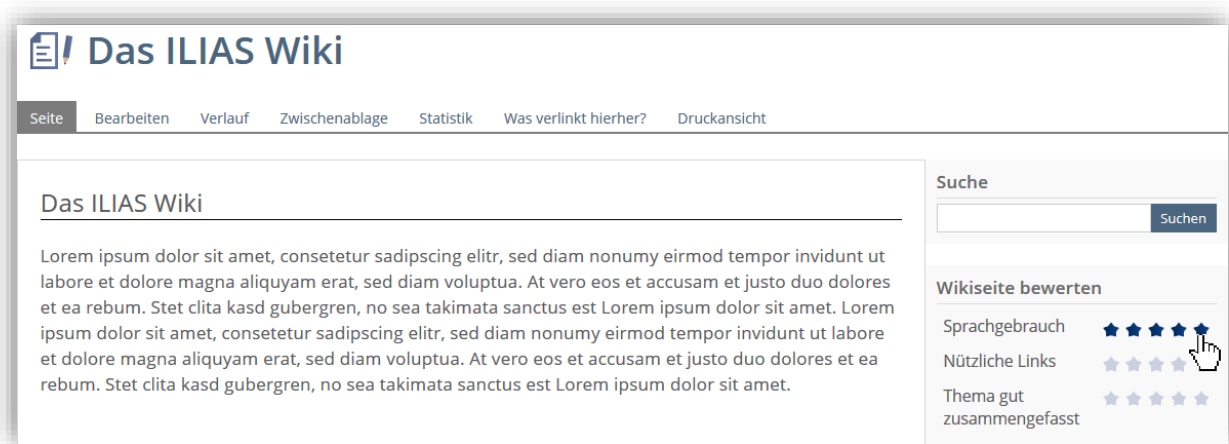 Das ILIAS Wiki
Seite Bearbeiten Verlauf Zwischenablage Statistik Was verlinkt hierher? Druckansicht
Das ILIAS Wiki
Lorem ipsum dolor sit amet, consetetur sadipscing elitr, sed diam nonumy eirmod tempor invidunt ut
labore et dolore magna aliquyam erat, sed diam voluptua. At vero eos et accusam et justo duo dolores
et ea rebum. Stet clita kasd gubergren, no sea takimata sanctus est Lorem ipsum dolor sit amet. Lorem
ipsum dolor sit amet, consetetur sadipscing elitr, sed diam nonumy eirmod tempor invidunt ut labore
et dolore magna aliquyam erat, sed diam voluptua. At vero eos et accusam et justo duo dolores et ea
rebum. Stet clita kasd gubergren, no sea takimata sanctus est Lorem ipsum dolor sit amet.
Suche
Suchen
Wikiseite bewerten
Sprachgebrauch
Nützliche Links
Thema gut
zusammengefasst